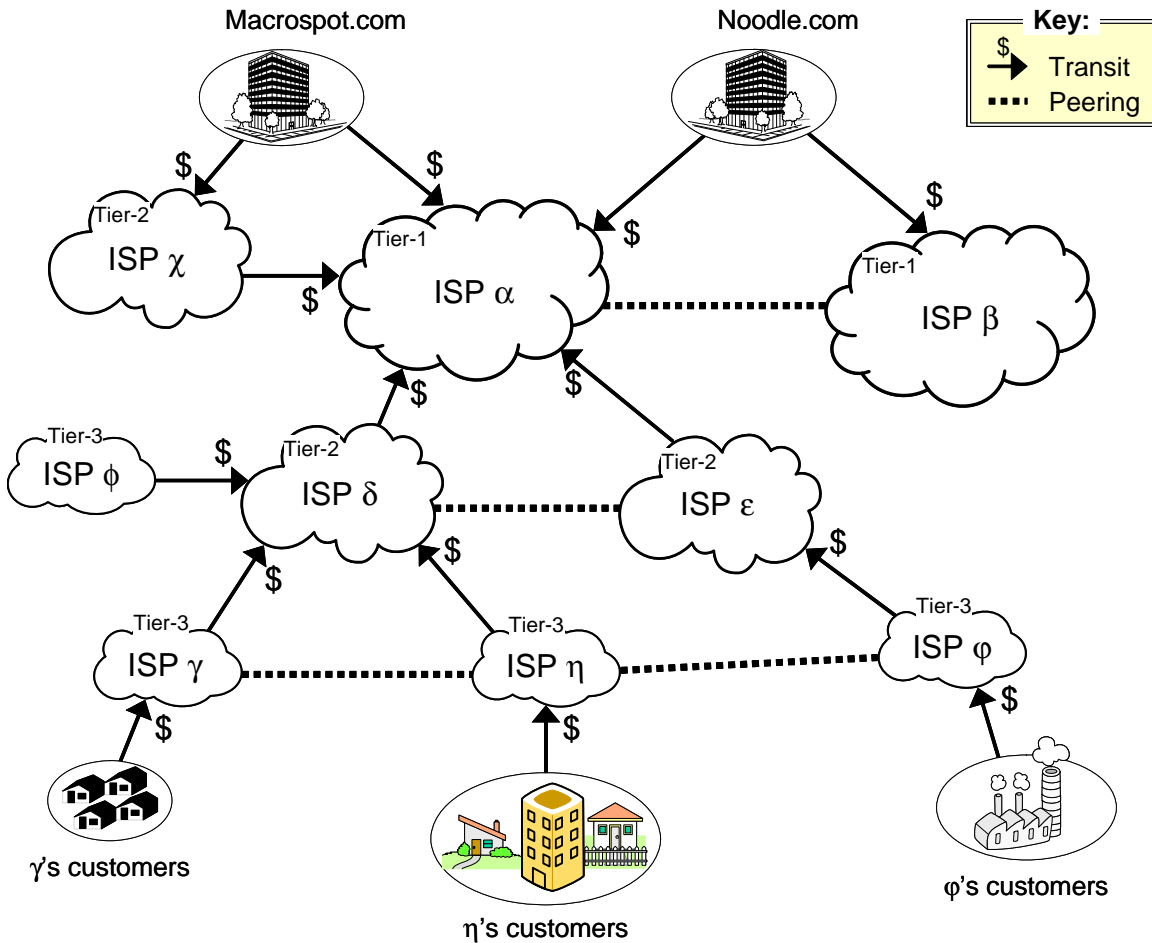 Macrospot.com
Noodle.com
Key:
$
Transit
Peering
$
$
$
$
Tier-2
ISP χ
$
Tier-1
ISP α
Tier-1
ISP β
$
$
Tier-3
ISP ϕ
$
Tier-2
ISP δ
Tier-2
ISP ε
$
$
$
Tier-3
ISP γ
Tier-3
ISP η
Tier-3
ISP φ
$
$
$
γ's customers
η's customers
φ's customers